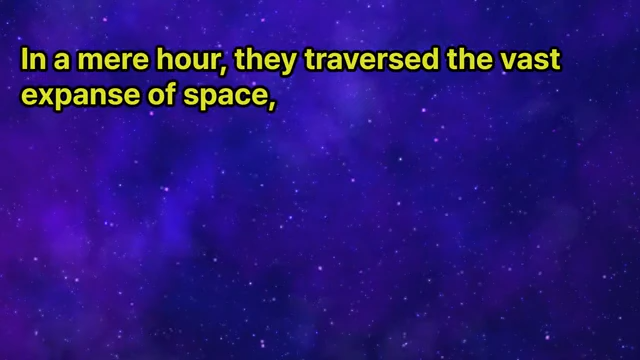 In a mere hour, they traversed the vast
expanse of space,